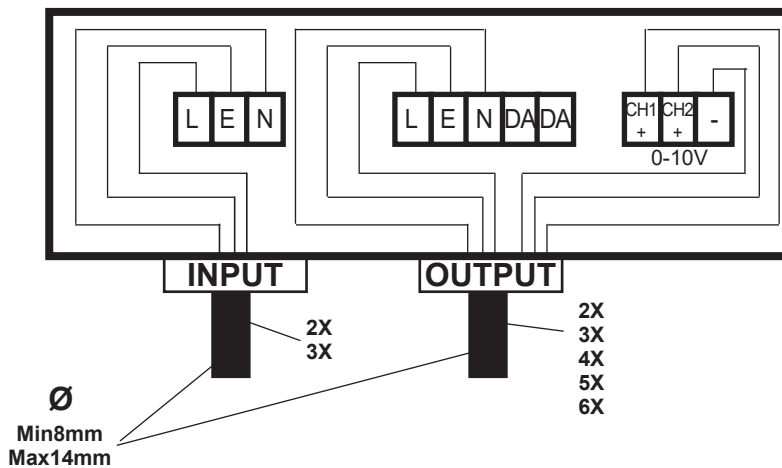 L E N
L E N DA DA
CH1 + CH2 + -
0-10V
INPUT
OUTPUT
2X
3X
2X
3X
4X
5X
6X
Ø
Min8mm
Max14mm